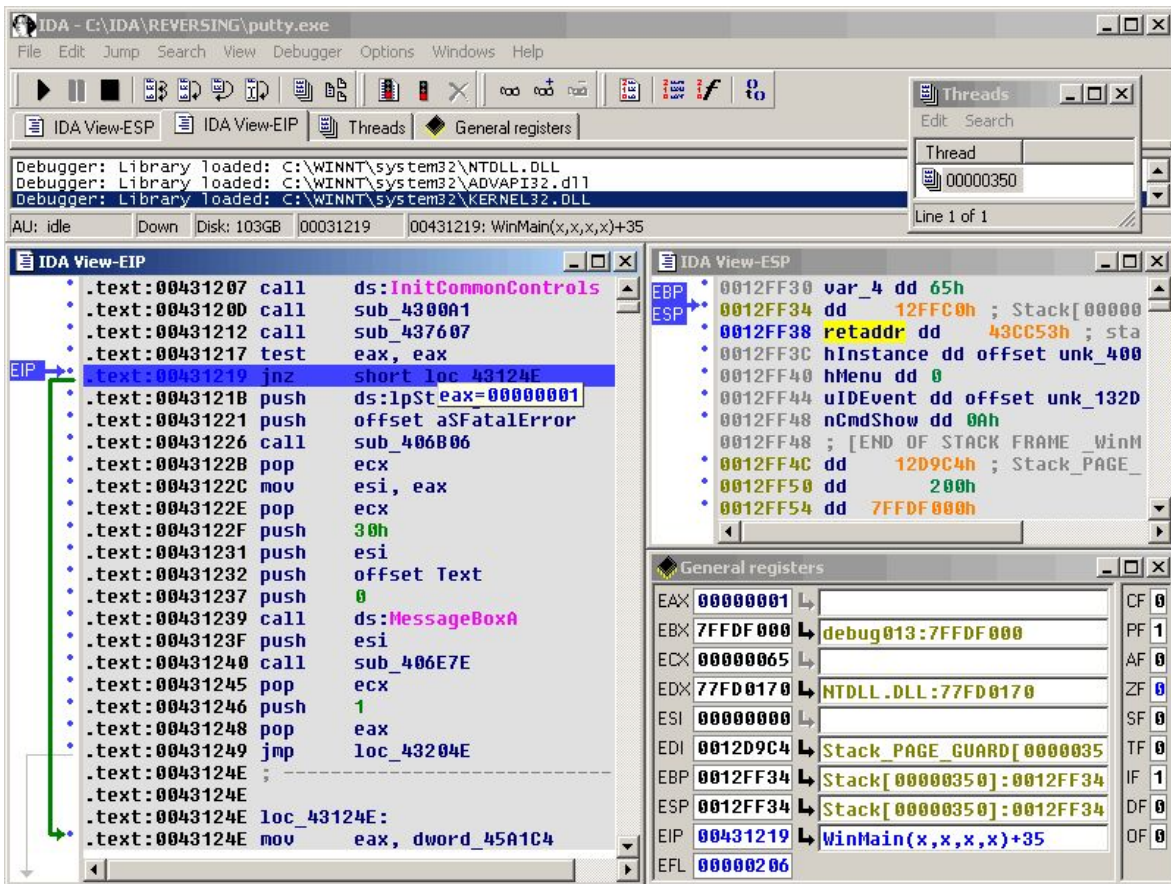 IDA - C:\IDA\REVERSING\putty.exe
File Edit Jump Search View Debugger Options Windows Help
IDA View-ESP IDA View-EIP Threads General registers
Threads
Edit Search
Thread
00000350
Line 1 of 1
Debugger: Library loaded: C:\WINNT\system32\NTDLL.DLL
Debugger: Library loaded: C:\WINNT\system32\ADVAPI32.dll
Debugger: Library loaded: C:\WINNT\system32\KERNEL32.DLL
AU: idle Down Disk: 103GB 00031219 00431219: WinMain(x,x,x,x)+35
IDA View-EIP
.text:00431207 call ds:InitCommonControls
.text:0043120D call sub_4300A1
.text:00431212 call sub_437607
.text:00431217 test eax, eax
EIP .text:00431219 jnz short loc_43124E
.text:0043121B push ds:lpSt
eax=00000001
.text:00431221 push offset aSFatalError
.text:00431226 call sub_406B06
.text:0043122B pop ecx
.text:0043122C mov esi, eax
.text:0043122E pop ecx
.text:0043122F push 30h
.text:00431231 push esi
.text:00431232 push offset Text
.text:00431237 push 0
.text:00431239 call ds:MessageBoxA
.text:0043123F push esi
.text:00431240 call sub_406E7E
.text:00431245 pop ecx
.text:00431246 push 1
.text:00431248 pop eax
.text:00431249 jmp loc_43204E
.text:0043124E ; ---------------------------------
.text:0043124E
.text:0043124E loc_43124E:
.text:0043124E mov eax, dword_45A1C4
IDA View-ESP
EBP 0012FF30 var_4 dd 65h
ESP 0012FF34 dd 12FFC0h ; Stack[00000
0012FF38 retaddr dd 43CC53h ; sta
0012FF3C hInstance dd offset unk_400
0012FF40 hMenu dd 0
0012FF44 uIDEvent dd offset unk_132D
0012FF48 nCmdShow dd 0Ah
0012FF48 ; [END OF STACK FRAME _WinM
0012FF4C dd 12D9C4h ; Stack_PAGE_
0012FF50 dd 200h
0012FF54 dd 7FFDF000h
General registers
EAX 00000001 CF 0
EBX 7FFDF000 debug013:7FFDF000 PF 1
ECX 00000065 AF 0
EDX 77FD0170 NTDLL.DLL:77FD0170 ZF 0
ESI 00000000 SF 0
EDI 0012D9C4 Stack_PAGE_GUARD[0000035 TF 0
EBP 0012FF34 Stack[00000350]:0012FF34 IF 1
ESP 0012FF34 Stack[00000350]:0012FF34 DF 0
EIP 00431219 WinMain(x,x,x,x)+35 OF 0
EFL 00000206